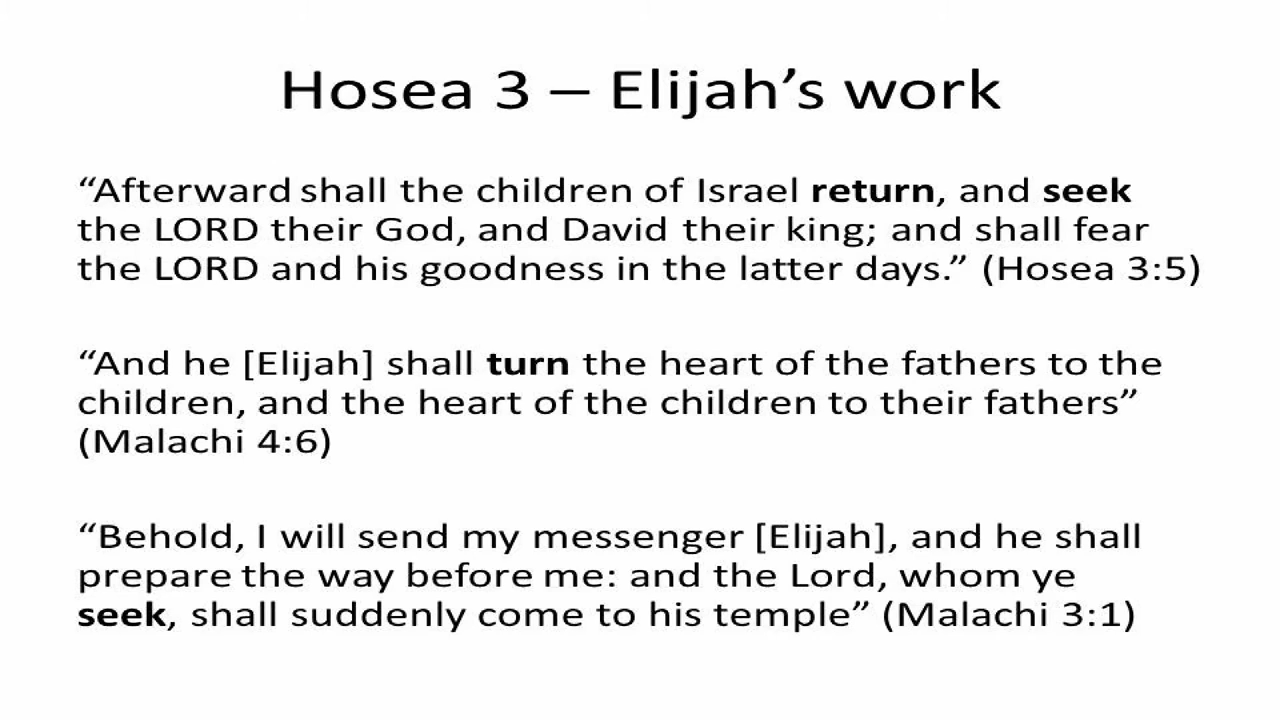 Hosea 3 – Elijah’s work
“Afterward shall the children of Israel return, and seek
the LORD their God, and David their king; and shall fear
the LORD and his goodness in the latter days.” (Hosea 3:5)
“And he [Elijah] shall turn the heart of the fathers to the
children, and the heart of the children to their fathers”
(Malachi 4:6)
“Behold, I will send my messenger [Elijah], and he shall
prepare the way before me: and the Lord, whom ye
seek, shall suddenly come to his temple” (Malachi 3:1)